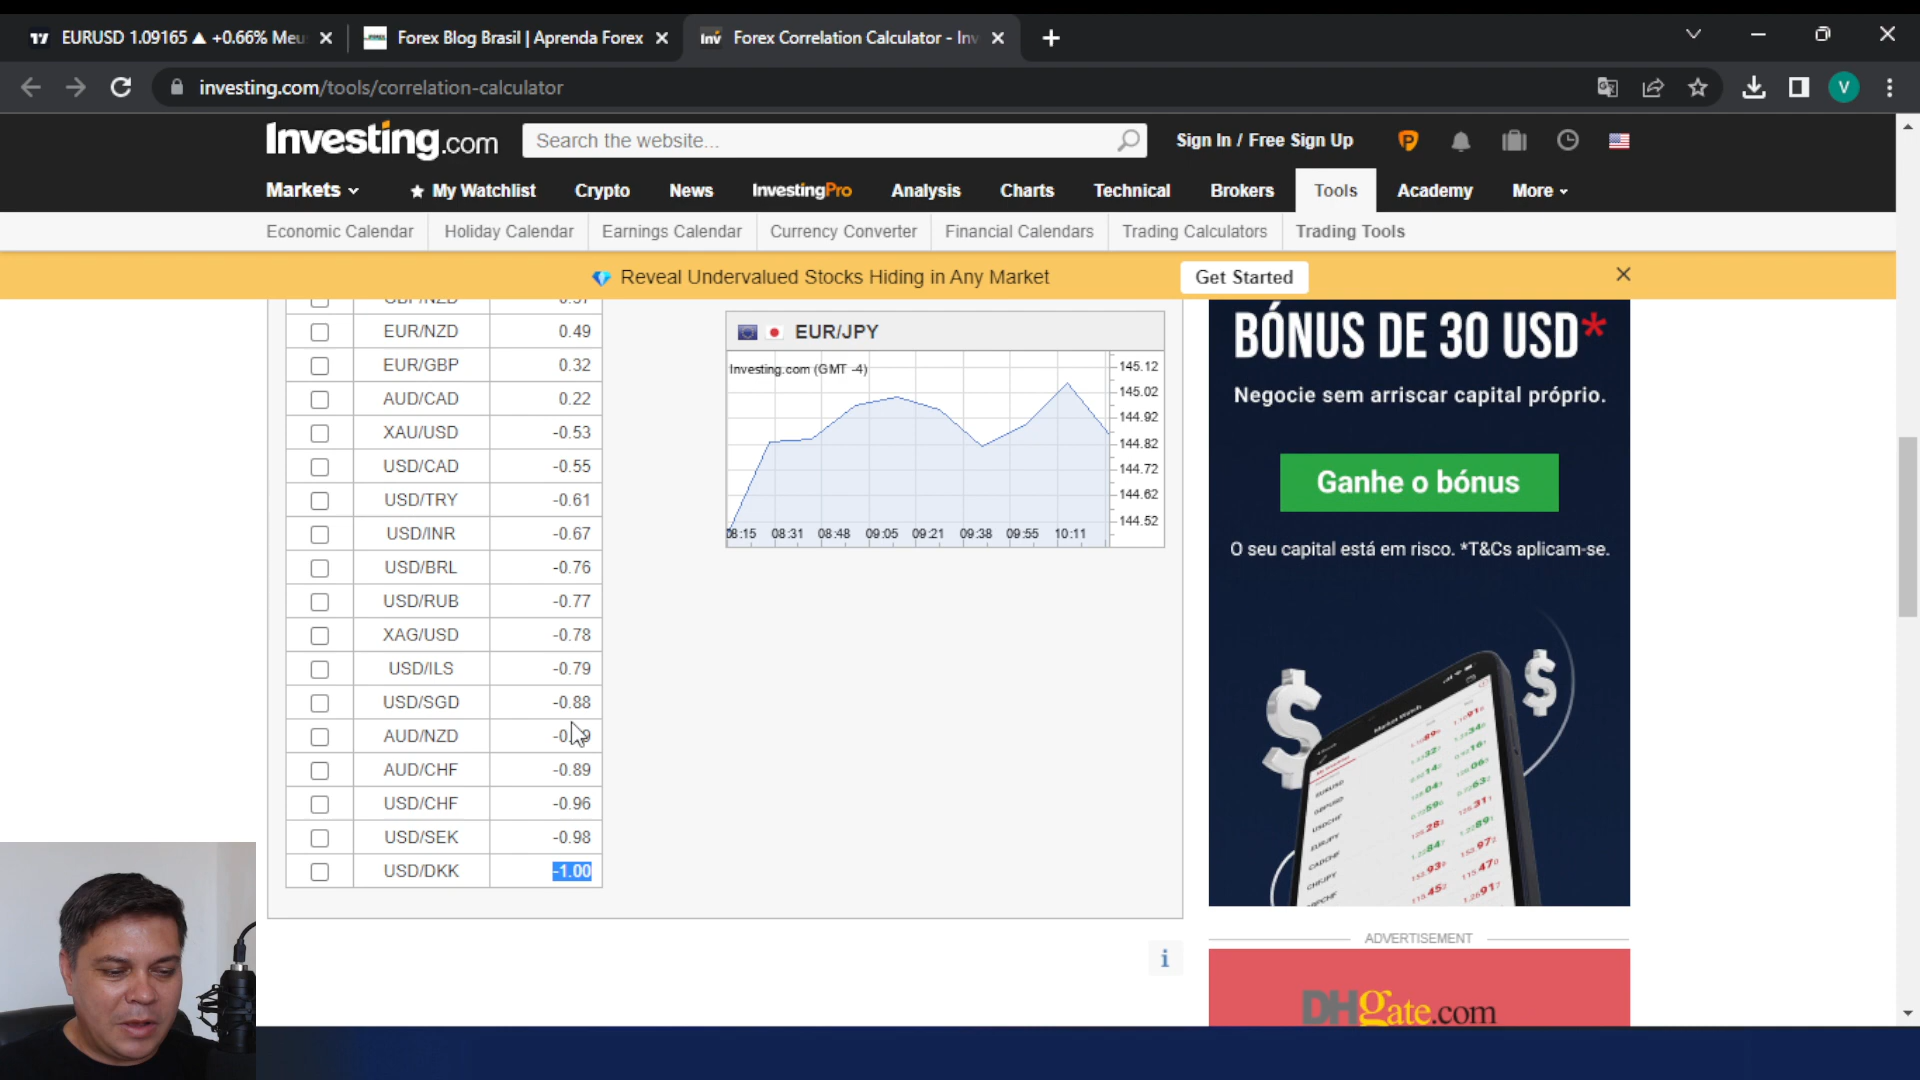 EURUSD 1.09165 ▲ +0.66% Meu
Forex Blog Brasil | Aprenda Forex
Inv Forex Correlation Calculator - Inv
investing.com/tools/correlation-calculator
V
Investing.com
Search the website...
Sign In / Free Sign Up
P
Markets
My Watchlist
Crypto
News
InvestingPro
Analysis
Charts
Technical
Brokers
Tools
Academy
More
Economic Calendar
Holiday Calendar
Earnings Calendar
Currency Converter
Financial Calendars
Trading Calculators
Trading Tools
Reveal Undervalued Stocks Hiding in Any Market
Get Started
EUR/NZD 0.49
EUR/GBP 0.32
AUD/CAD 0.22
XAU/USD -0.53
USD/CAD -0.55
USD/TRY -0.61
USD/INR -0.67
USD/BRL -0.76
USD/RUB -0.77
XAG/USD -0.78
USD/ILS -0.79
USD/SGD -0.88
AUD/NZD
AUD/CHF -0.89
USD/CHF -0.96
USD/SEK -0.98
USD/DKK -1.00
EUR/JPY
Investing.com (GMT -4)
145.12
145.02
144.92
144.82
144.72
144.62
144.52
08:15 08:31 08:48 09:05 09:21 09:38 09:55 10:11
BÓNUS DE 30 USD*
Negocie sem arriscar capital próprio.
Ganhe o bónus
O seu capital está em risco. *T&Cs aplicam-se.
Market Watch
ADVERTISEMENT
DHgate.com
i